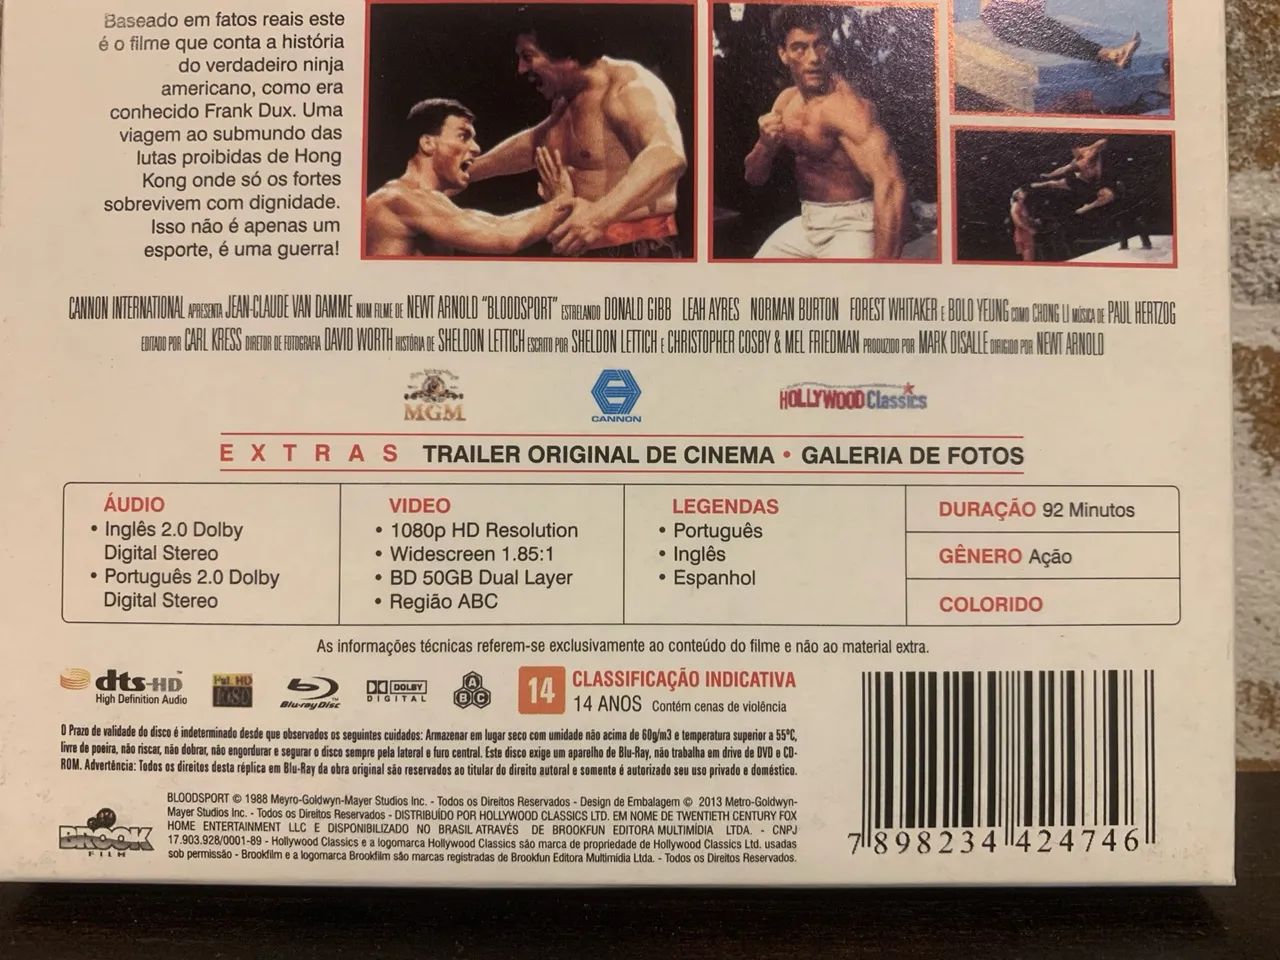 Baseado em fatos reais este
é o filme que conta a história
do verdadeiro ninja
americano, como era
conhecido Frank Dux. Uma
viagem ao submundo das
lutas proibidas de Hong
Kong onde só os fortes
sobrevivem com dignidade.
Isso não é apenas um
esporte, é uma guerra!
CANNON INTERNATIONAL APRESENTA JEAN-CLAUDE VAN DAMME NUM FILME DE NEWT ARNOLD "BLOODSPORT" ESTRELANDO DONALD GIBB LEAH AYRES NORMAN BURTON FOREST WHITAKER E BOLO YEUNG COMO CHONG LI MÚSICA DE PAUL HERTZOG
EDITADO POR CARL KRESS DIRETOR DE FOTOGRAFIA DAVID WORTH HISTÓRIA DE SHELDON LETTICH ESCRITO POR SHELDON LETTICH E CHRISTOPHER COSBY & MEL FRIEDMAN PRODUZIDO POR MARK DISALLE DIRIGIDO POR NEWT ARNOLD
MGM
CANNON
HOLLYWOOD Classics
EXTRAS TRAILER ORIGINAL DE CINEMA • GALERIA DE FOTOS
ÁUDIO
• Inglês 2.0 Dolby
Digital Stereo
• Português 2.0 Dolby
Digital Stereo
VIDEO
• 1080p HD Resolution
• Widescreen 1.85:1
• BD 50GB Dual Layer
• Região ABC
LEGENDAS
• Português
• Inglês
• Espanhol
DURAÇÃO 92 Minutos
GÊNERO Ação
COLORIDO
As informações técnicas referem-se exclusivamente ao conteúdo do filme e não ao material extra.
dts-HD
High Definition Audio
Full HD
1080
Blu-ray Disc
DOLBY
DIGITAL
A
B C
14
CLASSIFICAÇÃO INDICATIVA
14 ANOS Contém cenas de violência
O Prazo de validade do disco é indeterminado desde que observados os seguintes cuidados: Armazenar em lugar seco com umidade não acima de 60g/m3 e temperatura superior a 55ºC,
livre de poeira, não riscar, não dobrar, não engordurar e segurar o disco sempre pela lateral e furo central. Este disco exige um aparelho de Blu-Ray, não trabalha em drive de DVD e CD-
ROM. Advertência: Todos os direitos desta réplica em Blu-Ray da obra original são reservados ao titular do direito autoral e somente é autorizado seu uso privado e doméstico.
BROOK
FILM
BLOODSPORT © 1988 Meyro-Goldwyn-Mayer Studios Inc. - Todos os Direitos Reservados - Design de Embalagem © 2013 Metro-Goldwyn-
Mayer Studios Inc. - Todos os Direitos Reservados - DISTRIBUÍDO POR HOLLYWOOD CLASSICS LTD. EM NOME DE TWENTIETH CENTURY FOX
HOME ENTERTAINMENT LLC E DISPONIBILIZADO NO BRASIL ATRAVÉS DE BROOKFUN EDITORA MULTIMÍDIA LTDA. - CNPJ
17.903.928/0001-89 - Hollywood Classics e a logomarca Hollywood Classics são marca de propriedade de Hollywood Classics Ltd. usadas
sob permissão - Brookfilm e a logomarca Brookfilm são marcas registradas de Brookfun Editora Multimídia Ltda. - Todos os Direitos Reservados.
7 898234 424746